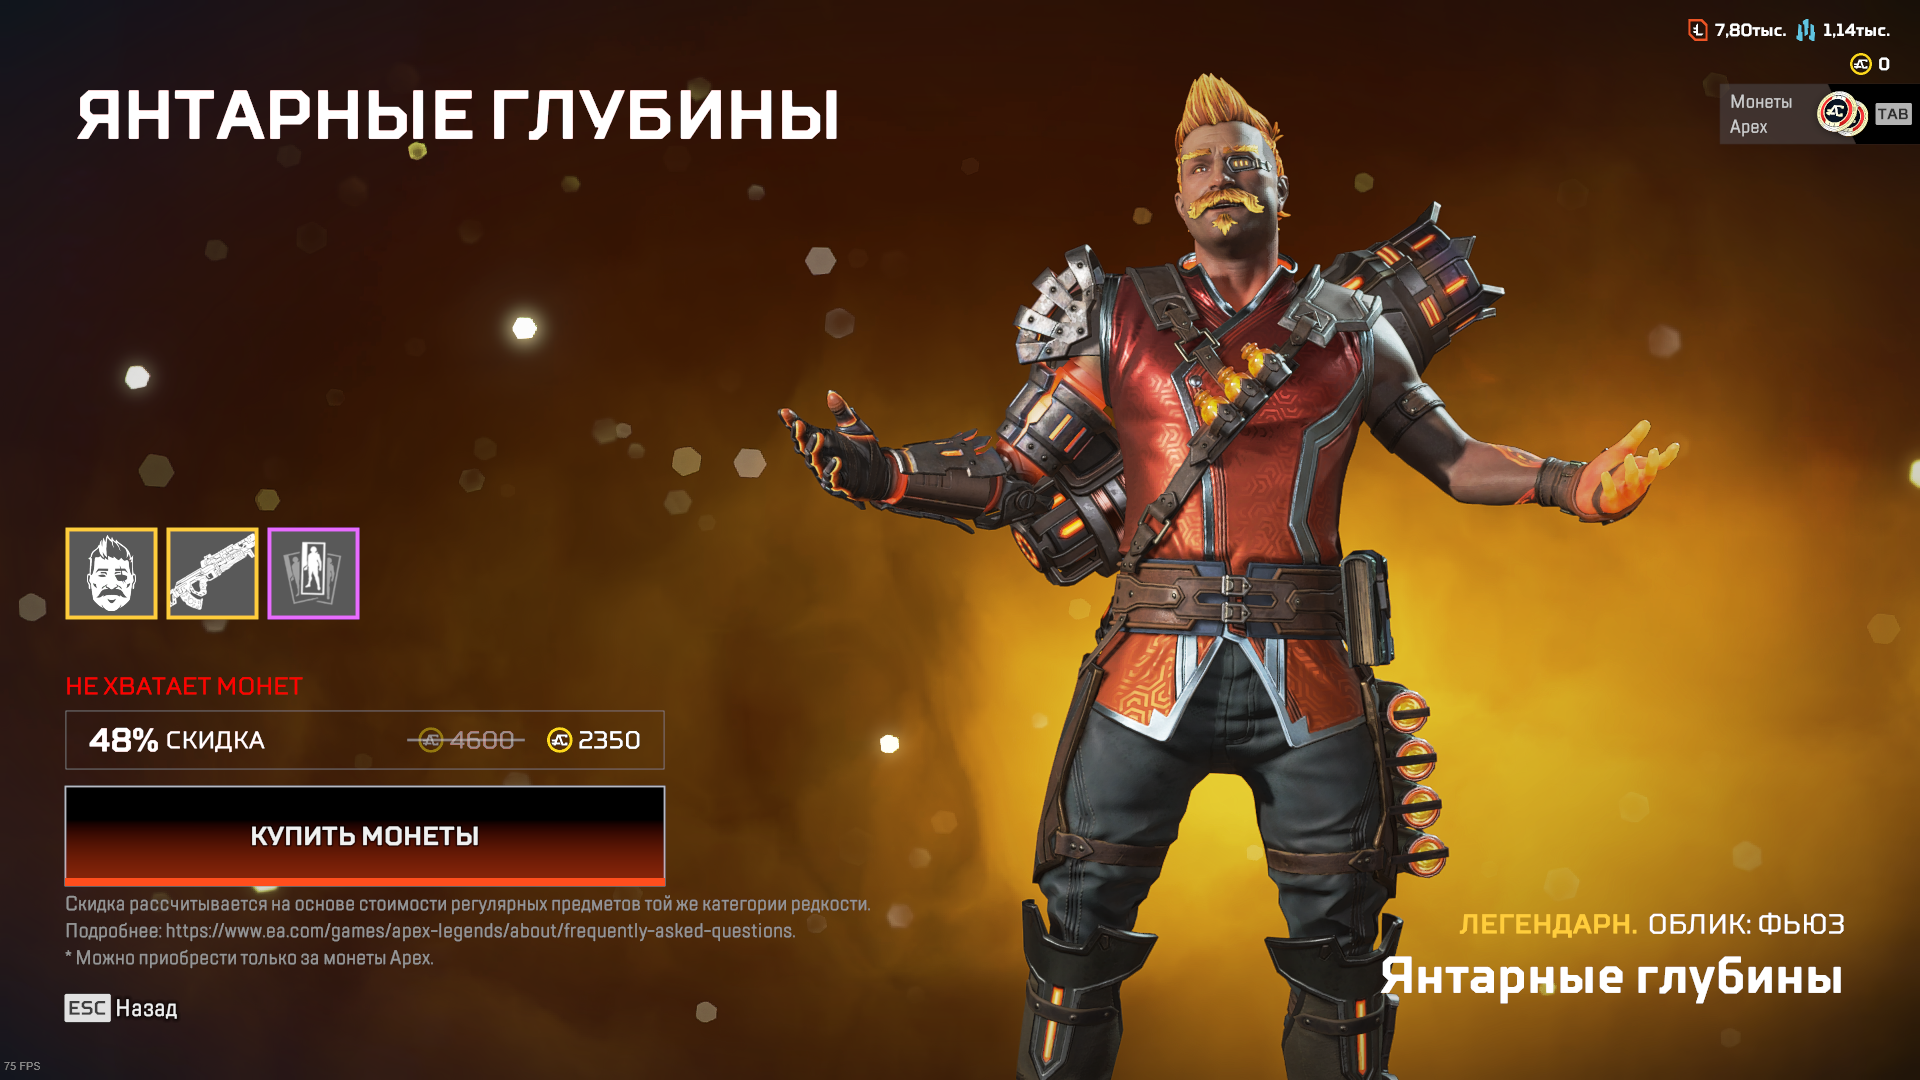 7,80тыс. 1,14тыс.
0
Монеты
Apex
TAB
ЯНТАРНЫЕ ГЛУБИНЫ
НЕ ХВАТАЕТ МОНЕТ
48% СКИДКА 4600 2350
КУПИТЬ МОНЕТЫ
Скидка рассчитывается на основе стоимости регулярных предметов той же категории редкости.
Подробнее: https://www.ea.com/games/apex-legends/about/frequently-asked-questions.
* Можно приобрести только за монеты Apex.
ЛЕГЕНДАРН. ОБЛИК: ФЬЮЗ
Янтарные глубины
ESC Назад
75 FPS